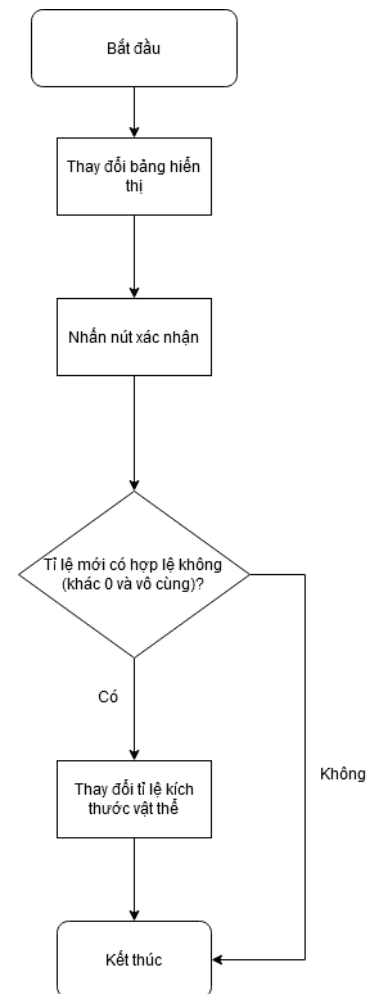 Bắt đầu
Thay đổi bảng hiển
thị
Nhấn nút xác nhận
Tỉ lệ mới có hợp lệ không
(khác 0 và vô cùng)?
Có
Không
Thay đổi tỉ lệ kích
thước vật thể
Kết thúc